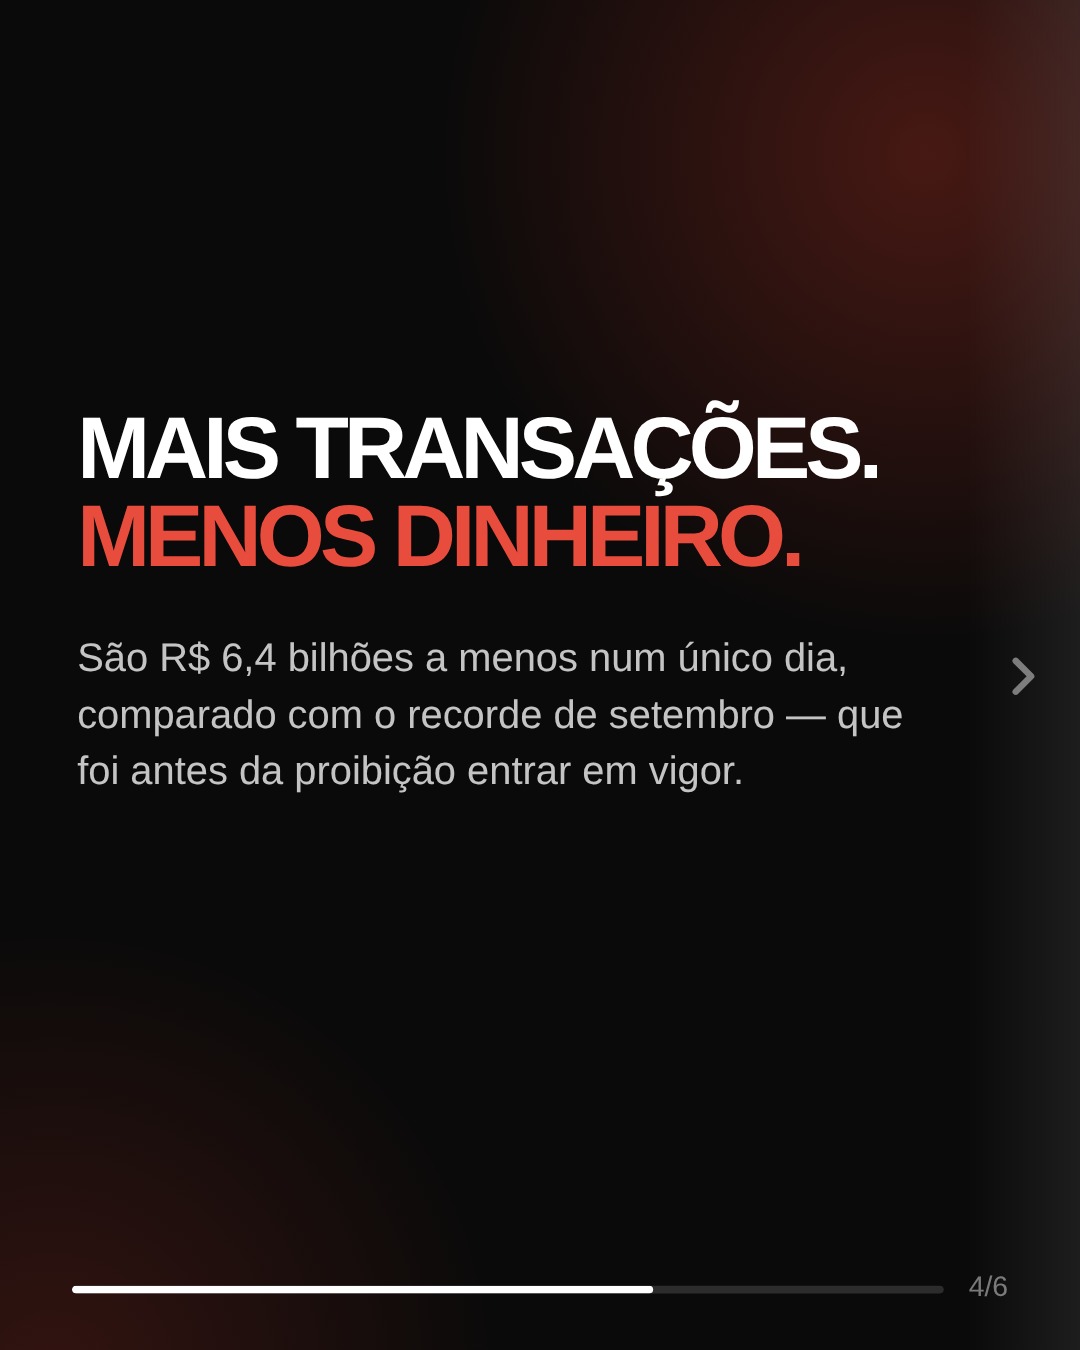 MAIS TRANSAÇÕES.
MENOS DINHEIRO.
São R$ 6,4 bilhões a menos num único dia,
comparado com o recorde de setembro — que
foi antes da proibição entrar em vigor.
4/6